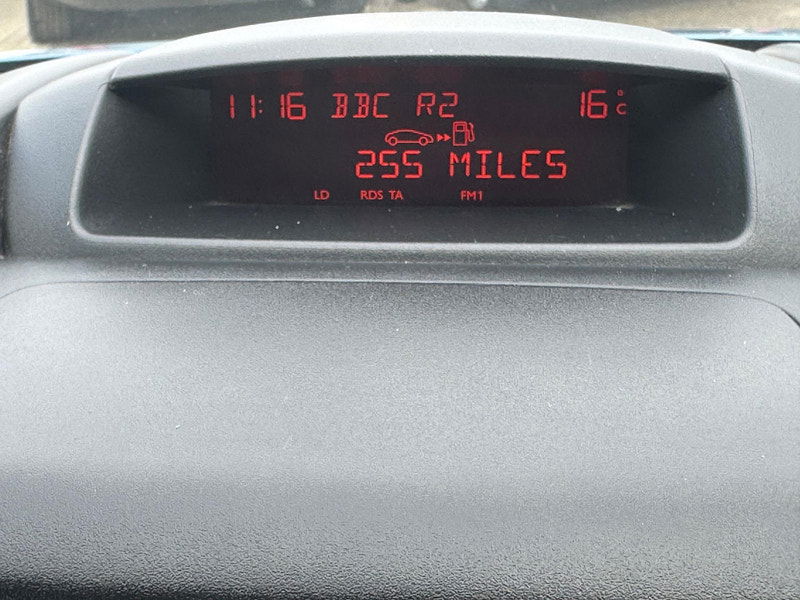 11:16 BBC R2 16°C
255 MILES
LD RDS TA FM1